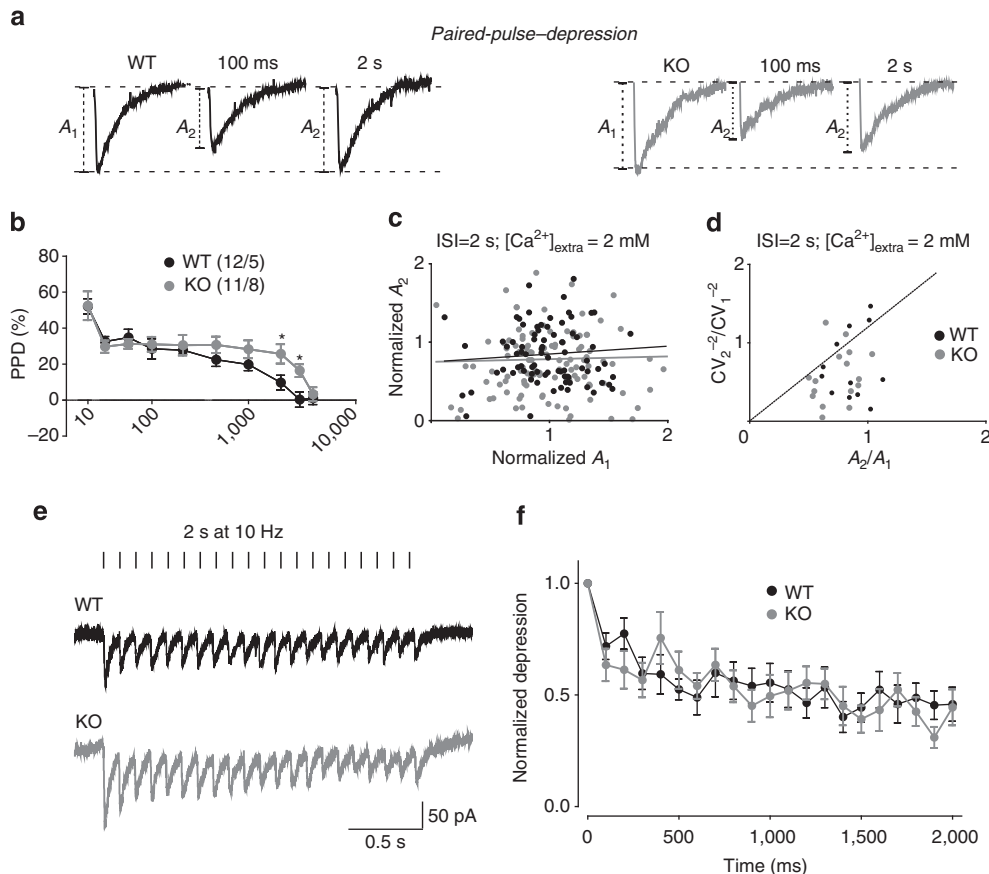 a
Paired-pulse–depression
WT 100 ms 2 s
KO 100 ms 2 s
A1 A2 A2
A1 A2 A2
b
80
60
40
20
0
–20
PPD (%)
WT (12/5)
KO (11/8)
* *
10 100 1,000 10,000
c
ISI=2 s; [Ca2+]extra = 2 mM
2
1
0
Normalized A2
1 2
Normalized A1
d
ISI=2 s; [Ca2+]extra = 2 mM
2
1
0
CV2–2/CV1–2
WT
KO
0 1 2
A2/A1
e
2 s at 10 Hz
WT
KO
50 pA
0.5 s
f
1.0
0.5
0.0
Normalized depression
WT
KO
0 500 1,000 1,500 2,000
Time (ms)